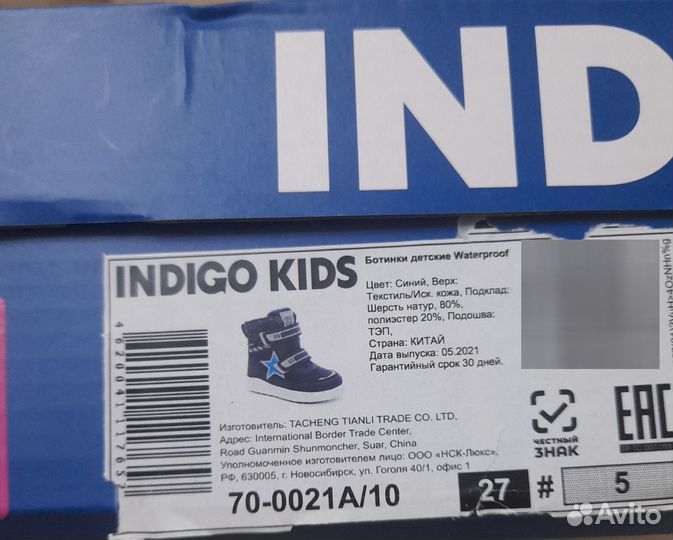 IND
INDIGO KIDS
Ботинки детские Waterproof
Цвет: Синий, Верх:
Текстиль/Иск. кожа, Подклад:
Шерсть натур, 80%,
полиэстер 20%, Подошва:
ТЭП,
Страна: КИТАЙ
Дата выпуска: 05.2021
Гарантийный срок 30 дней.
4620041117657
Изготовитель: TACHENG TIANLI TRADE CO. LTD,
Адрес: International Border Trade Center,
Road Guanmin Shunmoncher, Suar, China
Уполномоченное изготовителем лицо: ООО «НСК-Люкс»,
РФ, 630005, г. Новосибирск, ул. Гоголя 40/1, офис 1
70-0021A/10
27
#
5
ЧЕСТНЫЙ
ЗНАК
EAC
Avito